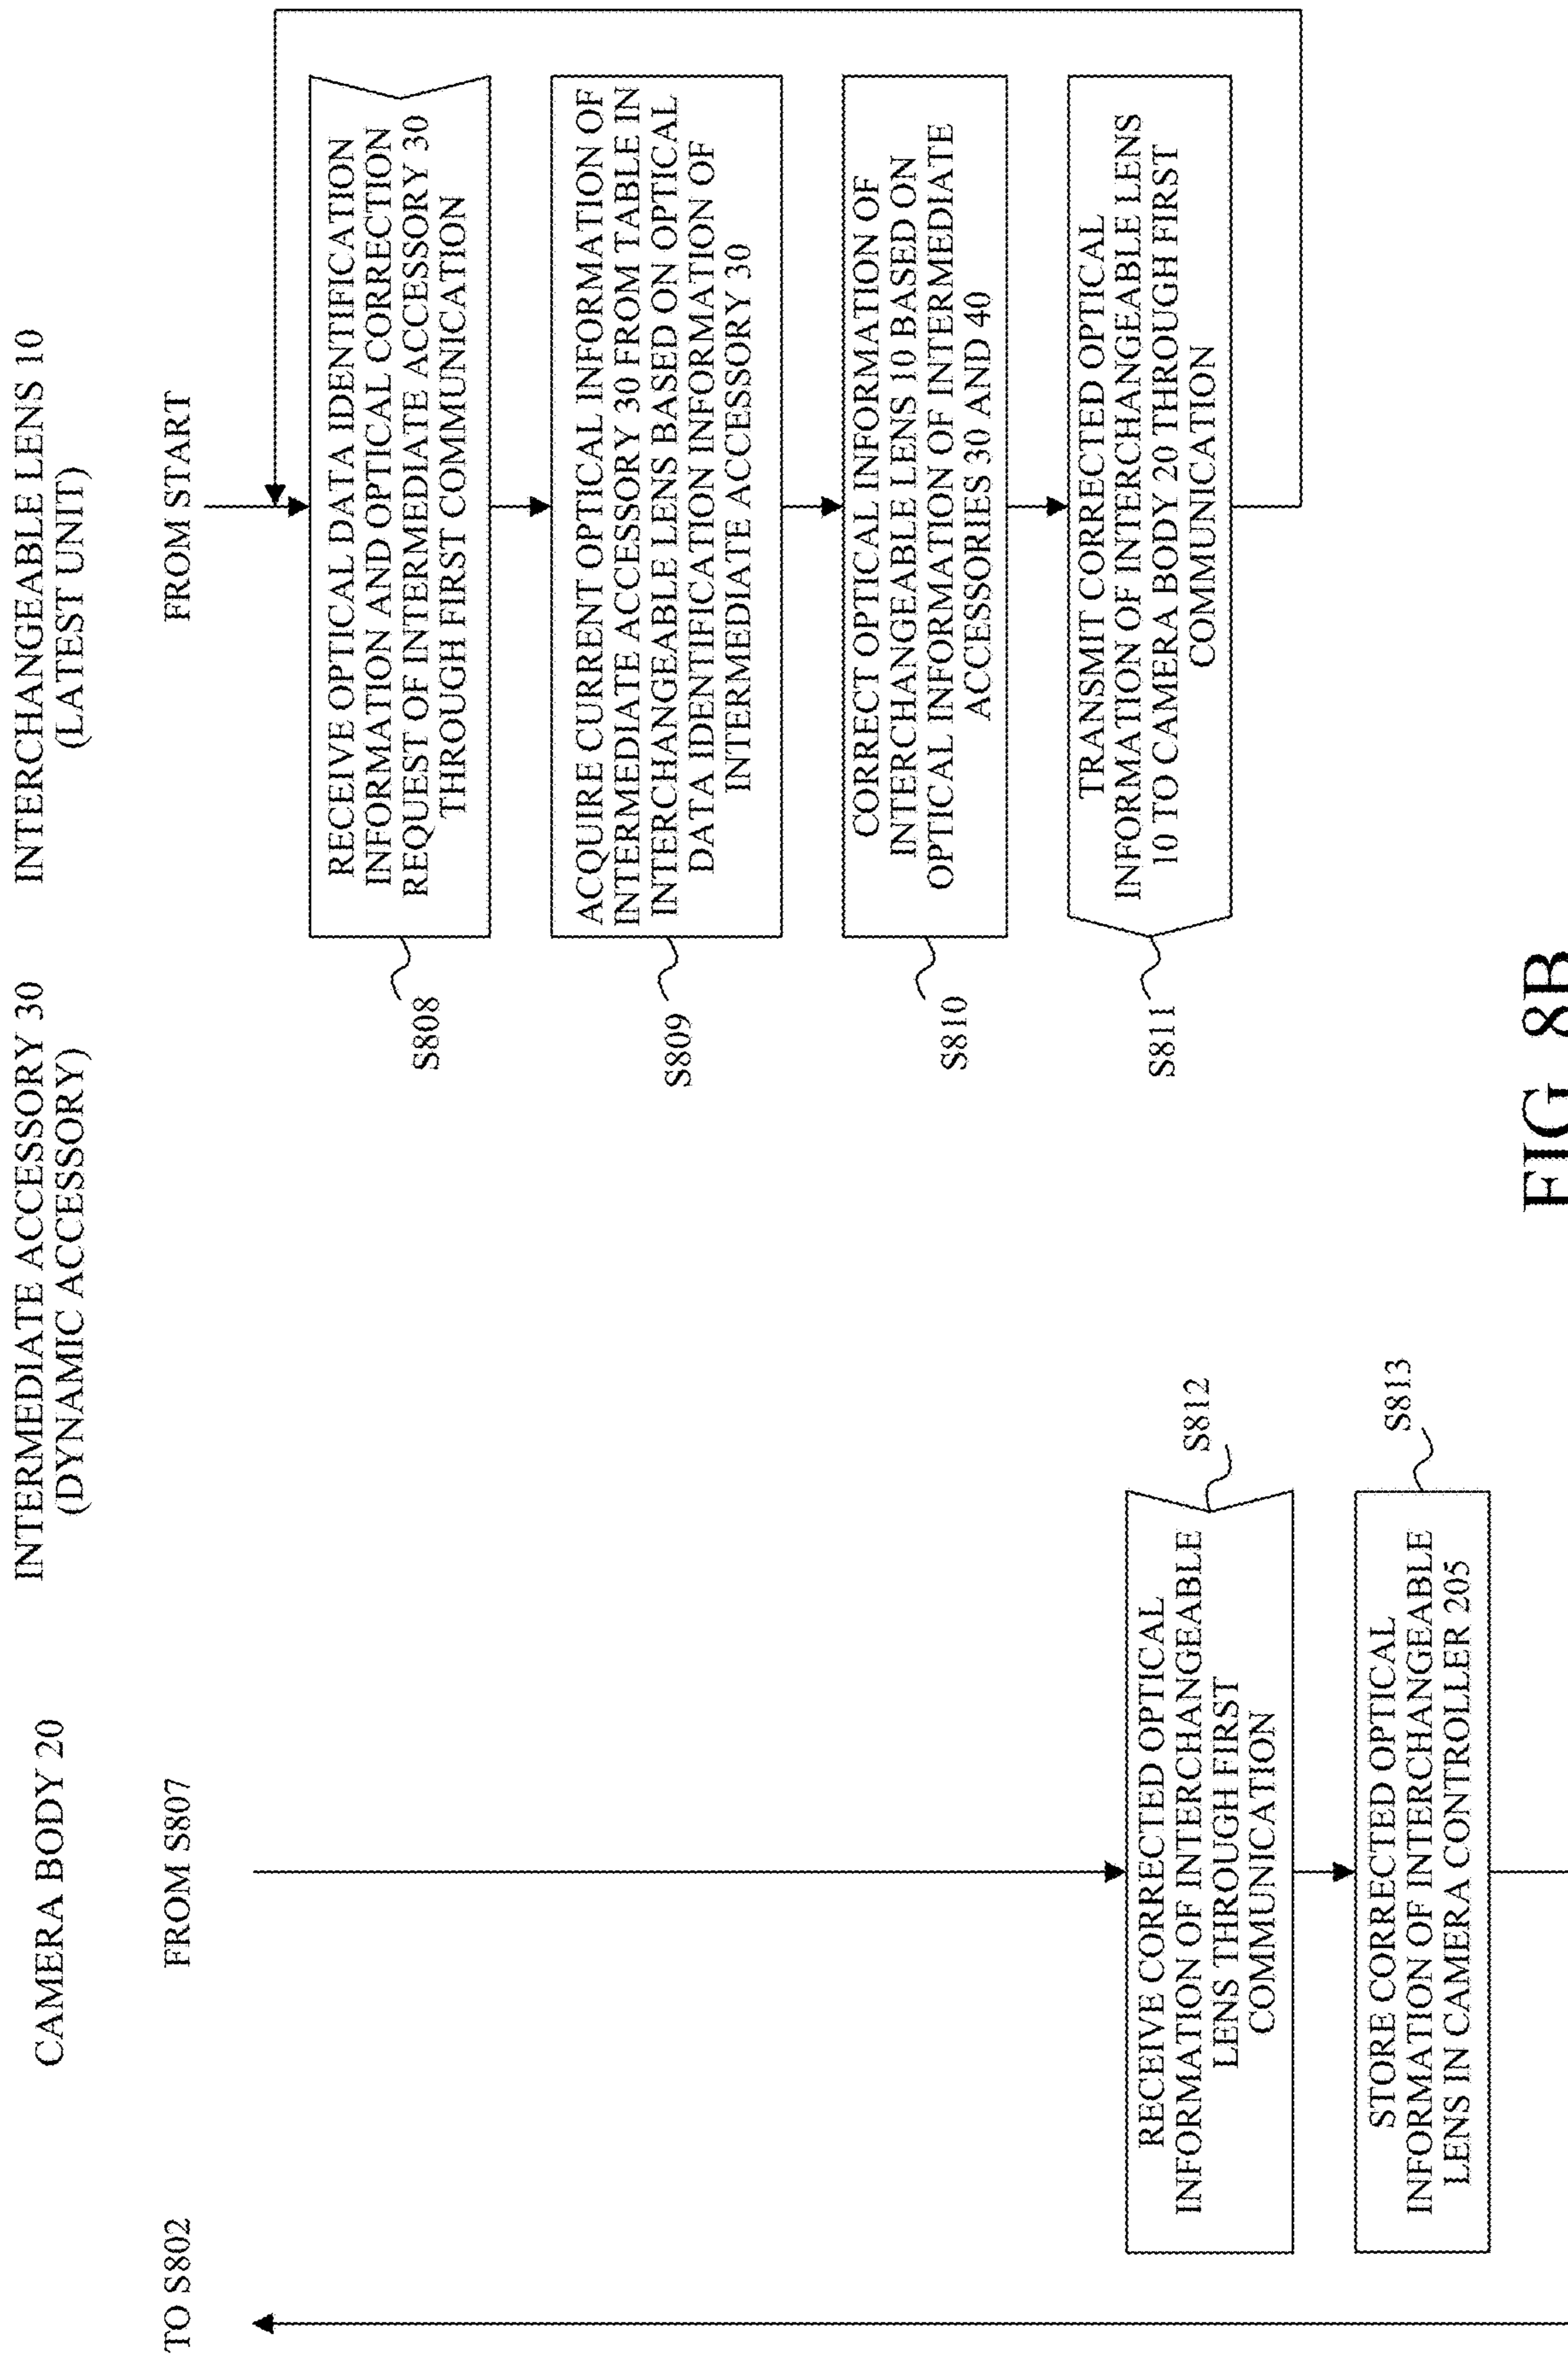 CAMERA BODY 20
INTERMEDIATE ACCESSORY 30
(DYNAMIC ACCESSORY)
INTERCHANGEABLE LENS 10
(LATEST UNIT)
TO S802
FROM S807
FROM START
RECEIVE OPTICAL DATA IDENTIFICATION
INFORMATION AND OPTICAL CORRECTION
REQUEST OF INTERMEDIATE ACCESSORY 30
THROUGH FIRST COMMUNICATION
S808
ACQUIRE CURRENT OPTICAL INFORMATION OF
INTERMEDIATE ACCESSORY 30 FROM TABLE IN
INTERCHANGEABLE LENS BASED ON OPTICAL
DATA IDENTIFICATION INFORMATION OF
INTERMEDIATE ACCESSORY 30
S809
CORRECT OPTICAL INFORMATION OF
INTERCHANGEABLE LENS 10 BASED ON
OPTICAL INFORMATION OF INTERMEDIATE
ACCESSORIES 30 AND 40
S810
TRANSMIT CORRECTED OPTICAL
INFORMATION OF INTERCHANGEABLE LENS
10 TO CAMERA BODY 20 THROUGH FIRST
COMMUNICATION
S811
RECEIVE CORRECTED OPTICAL
INFORMATION OF INTERCHANGEABLE
LENS THROUGH FIRST
COMMUNICATION
S812
STORE CORRECTED OPTICAL
INFORMATION OF INTERCHANGEABLE
LENS IN CAMERA CONTROLLER 205
S813
FIG. 8B